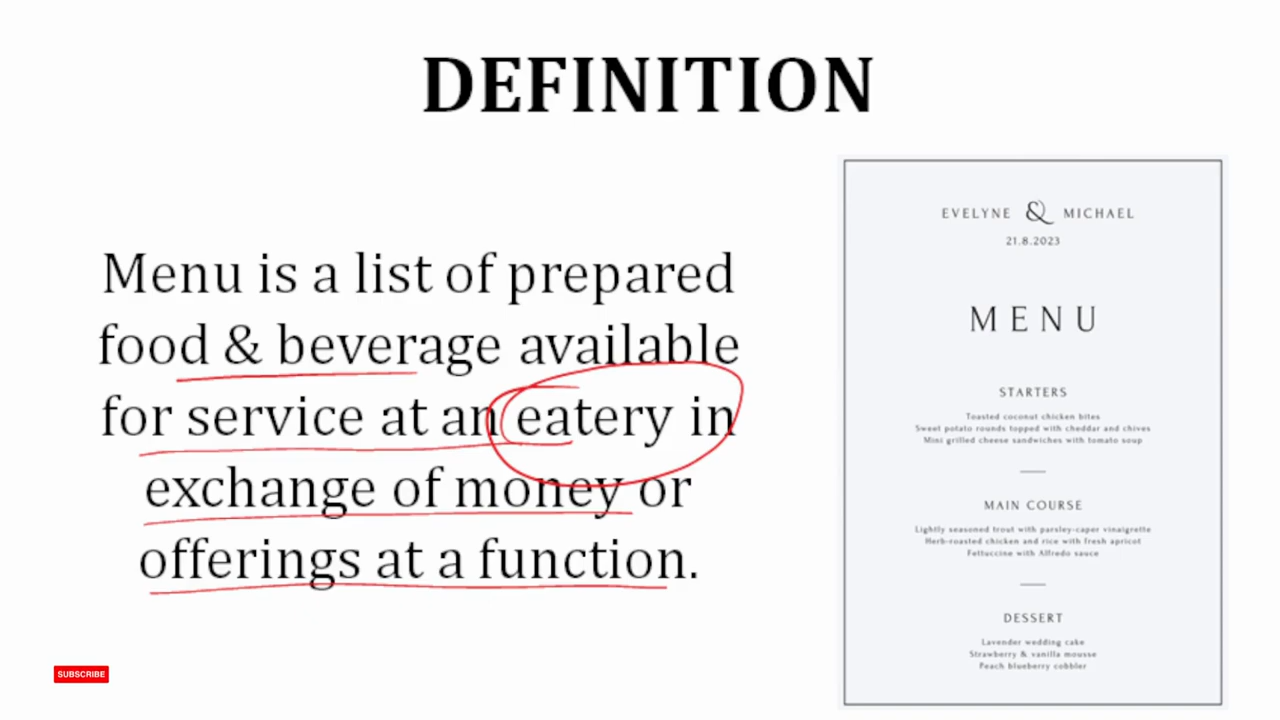 DEFINITION
Menu is a list of prepared
food & beverage available
for service at an eatery in
exchange of money or
offerings at a function.
SUBSCRIBE
EVELYNE & MICHAEL
21.8.2023
MENU
STARTERS
Toasted coconut chicken bites
Sweet potato rounds topped with cheddar and chives
Mini grilled cheese sandwiches with tomato soup
MAIN COURSE
Lightly seasoned trout with parsley-caper vinaigrette
Herb-roasted chicken and rice with fresh apricot
Fettuccine with Alfredo sauce
DESSERT
Lavender wedding cake
Strawberry & vanilla mousse
Peach blueberry cobbler